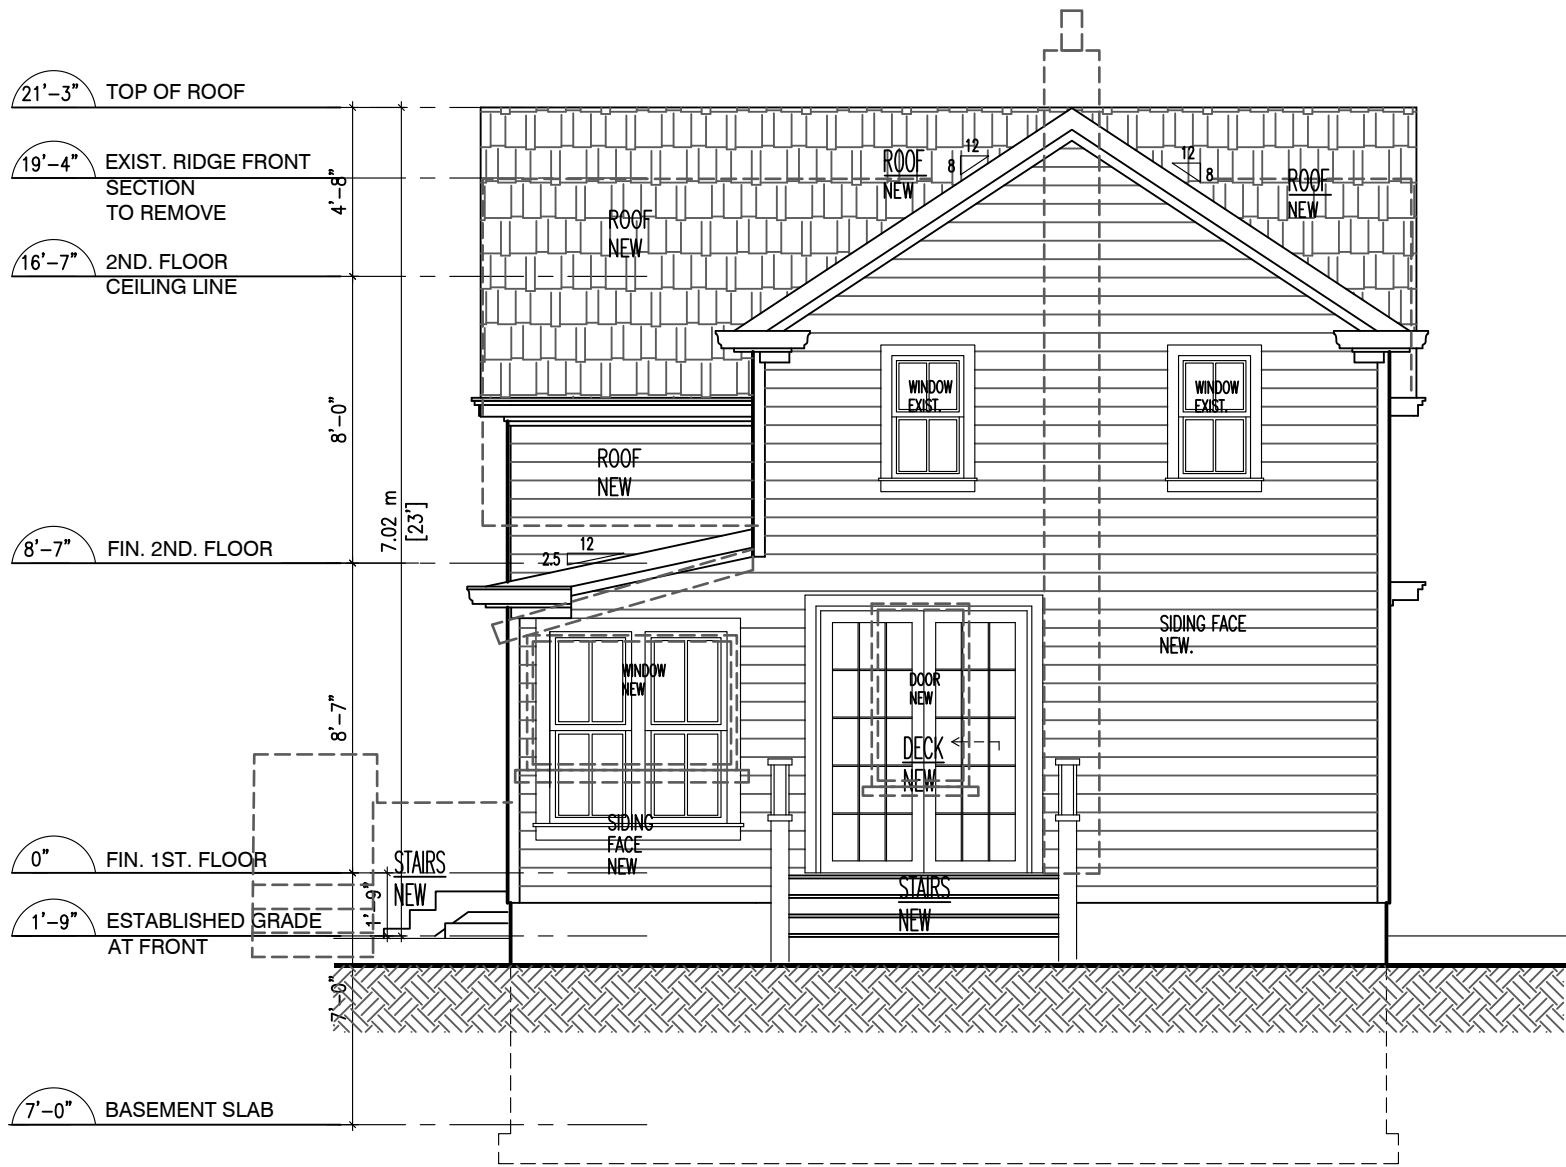 21'-3" TOP OF ROOF
19'-4" EXIST. RIDGE FRONT
SECTION
TO REMOVE
16'-7" 2ND. FLOOR
CEILING LINE
8'-7" FIN. 2ND. FLOOR
0" FIN. 1ST. FLOOR
1'-9" ESTABLISHED GRADE
AT FRONT
7'-0" BASEMENT SLAB
4'-8"
8'-0"
8'-7"
7'-0"
7.02 m
[23']
1'-9"
STAIRS
NEW
ROOF
NEW
ROOF
NEW
12
8
12
8
ROOF
NEW
WINDOW
EXIST.
WINDOW
EXIST.
ROOF
NEW
12
2.5
WINDOW
NEW
SIDING
FACE
NEW
DOOR
NEW
DECK
NEW
STAIRS
NEW
SIDING FACE
NEW.